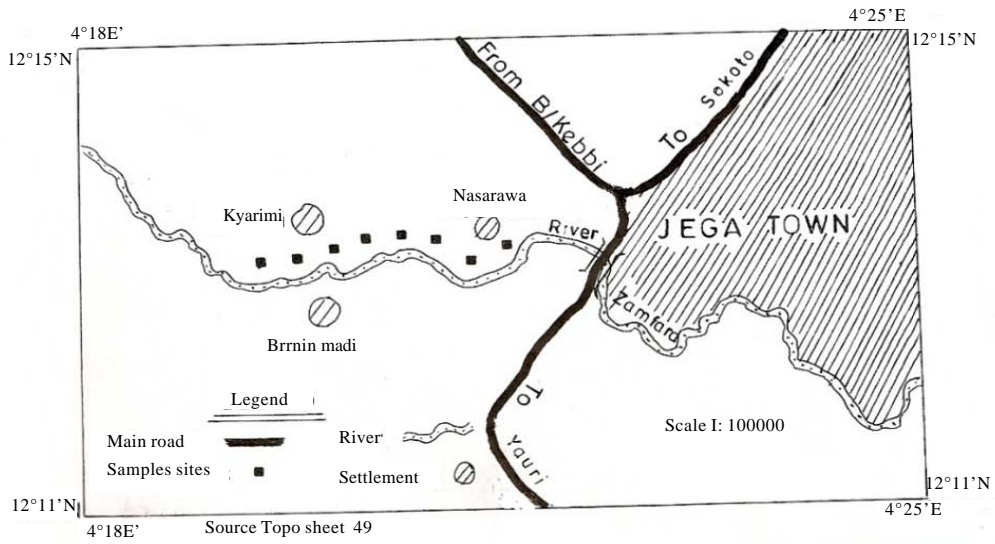 4°18E'
4°25'E
12°15'N
12°15'N
From B/Kebbi
To Sokoto
Kyarimi
Nasarawa
River
JEGA TOWN
Zamfara
Brrnin madi
To Yauri
Legend
Main road
River
Samples sites
Settlement
Scale I: 100000
12°11'N
12°11'N
4°18'E'
4°25'E
Source Topo sheet 49